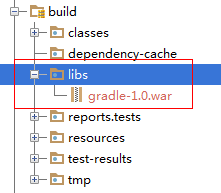 build
classes
dependency-cache
libs
gradle-1.0.war
reports.tests
resources
test-results
tmp